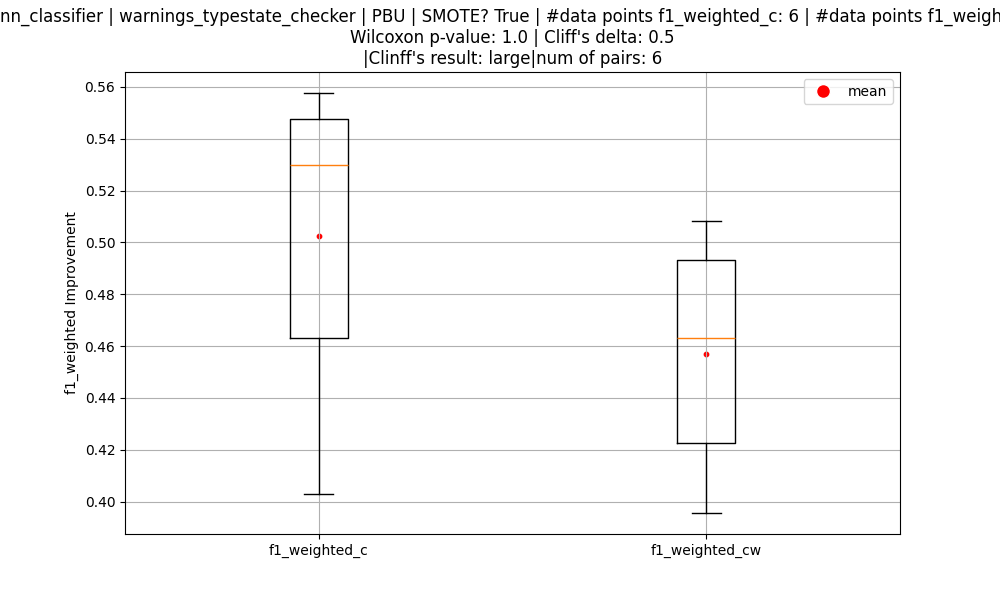 nn_classifier | warnings_typestate_checker | PBU | SMOTE? True | #data points f1_weighted_c: 6 | #data points f1_weigh
Wilcoxon p-value: 1.0 | Cliff's delta: 0.5
|Clinff's result: large|num of pairs: 6
mean
0.56
0.54
0.52
0.50
0.48
0.46
0.44
0.42
0.40
f1_weighted Improvement
f1_weighted_c
f1_weighted_cw